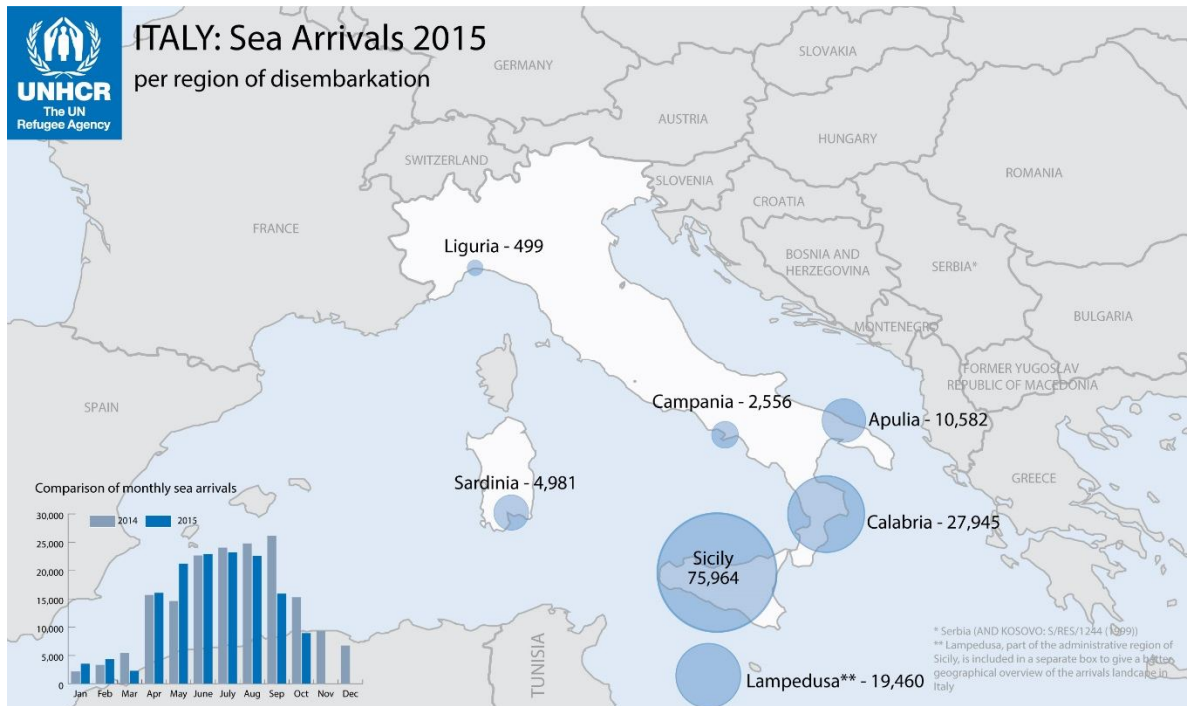 UNHCR
The UN
Refugee Agency
ITALY: Sea Arrivals 2015
per region of disembarkation
GERMANY
SLOVAKIA
AUSTRIA
HUNGARY
SWITZERLAND
SLOVENIA
ROMANIA
CROATIA
FRANCE
Liguria - 499
BOSNIA AND
HERZEGOVINA
SERBIA*
MONTENEGRO
BULGARIA
FORMER YUGOSLAV
REPUBLIC OF MACEDONIA
SPAIN
Campania - 2,556
Apulia - 10,582
GREECE
Sardinia - 4,981
Calabria - 27,945
Sicily
75,964
Lampedusa** - 19,460
TUNISIA
Comparison of monthly sea arrivals
2014 2015
30,000
25,000
20,000
15,000
10,000
5,000
0
Jan Feb Mar Apr May June July Aug Sep Oct Nov Dec
* Serbia (AND KOSOVO: S/RES/1244 (1999))
** Lampedusa, part of the administrative region of
Sicily, is included in a separate box to give a better
geographical overview of the arrivals landcape in
Italy